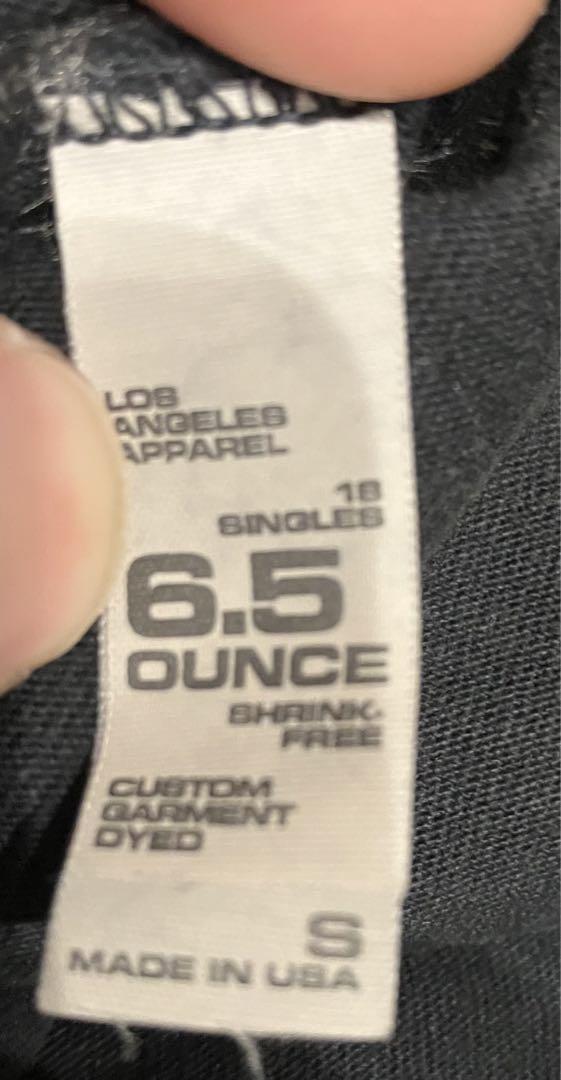 LOS
ANGELES
APPAREL
18
SINGLES
6.5
OUNCE
SHRINK-
FREE
CUSTOM
GARMENT
DYED
S
MADE IN USA